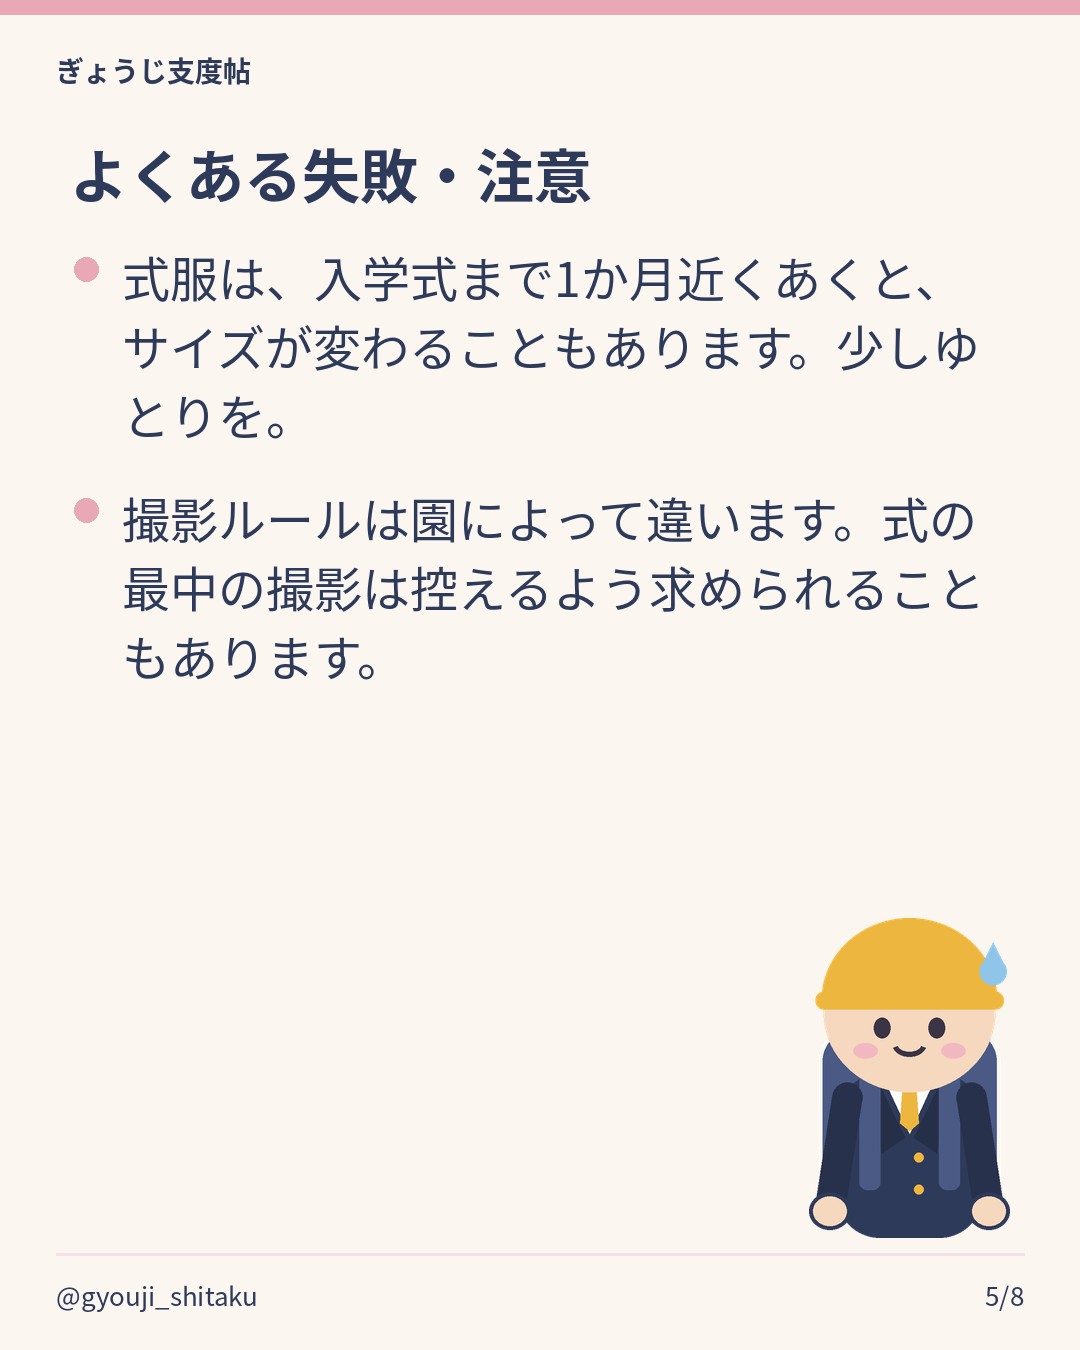 ぎょうじ支度帖
よくある失敗・注意
式服は、入学式まで1か月近くあくと、
サイズが変わることもあります。少しゆ
とりを。
撮影ルールは園によって違います。式の
最中の撮影は控えるよう求められること
もあります。
@gyouji_shitaku
5/8